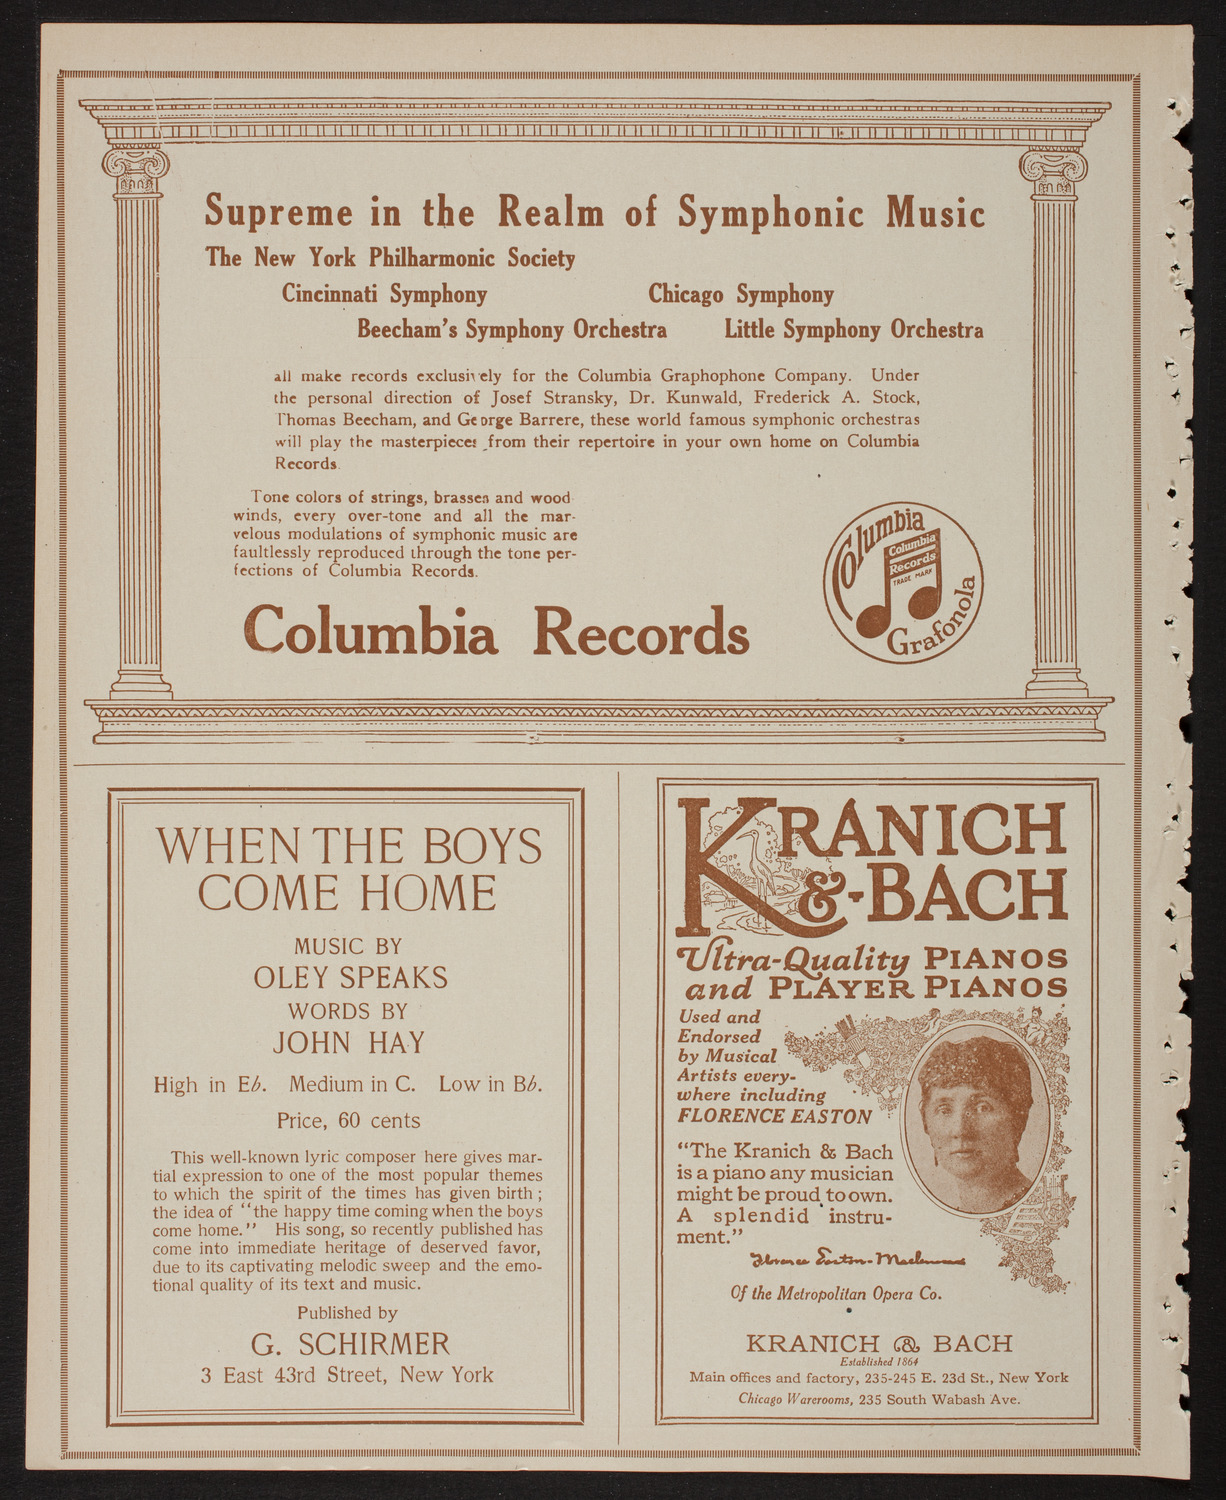 Supreme in the Realm of Symphonic Music
The New York Philharmonic Society
Cincinnati Symphony Chicago Symphony
Beecham's Symphony Orchestra Little Symphony Orchestra
all make records exclusively for the Columbia Graphophone Company. Under
the personal direction of Josef Stransky, Dr. Kunwald, Frederick A. Stock,
Thomas Beecham, and George Barrere, these world famous symphonic orchestras
will play the masterpieces from their repertoire in your own home on Columbia
Records.
Tone colors of strings, brasses and wood
winds, every over-tone and all the mar-
velous modulations of symphonic music are
faultlessly reproduced through the tone per-
fections of Columbia Records.
Columbia Records
Columbia
Columbia
Records
TRADE MARK
Grafonola
WHEN THE BOYS
COME HOME
MUSIC BY
OLEY SPEAKS
WORDS BY
JOHN HAY
High in E♭. Medium in C. Low in B♭.
Price, 60 cents
This well-known lyric composer here gives mar-
tial expression to one of the most popular themes
to which the spirit of the times has given birth;
the idea of "the happy time coming when the boys
come home." His song, so recently published has
come into immediate heritage of deserved favor,
due to its captivating melodic sweep and the emo-
tional quality of its text and music.
Published by
G. SCHIRMER
3 East 43rd Street, New York
KRANICH
&-BACH
Ultra-Quality PIANOS
and PLAYER PIANOS
Used and
Endorsed
by Musical
Artists every-
where including
FLORENCE EASTON
"The Kranich & Bach
is a piano any musician
might be proud to own.
A splendid instru-
ment."
Florence Easton-Maclennan
Of the Metropolitan Opera Co.
KRANICH & BACH
Established 1864
Main offices and factory, 235-245 E. 23d St., New York
Chicago Warerooms, 235 South Wabash Ave.